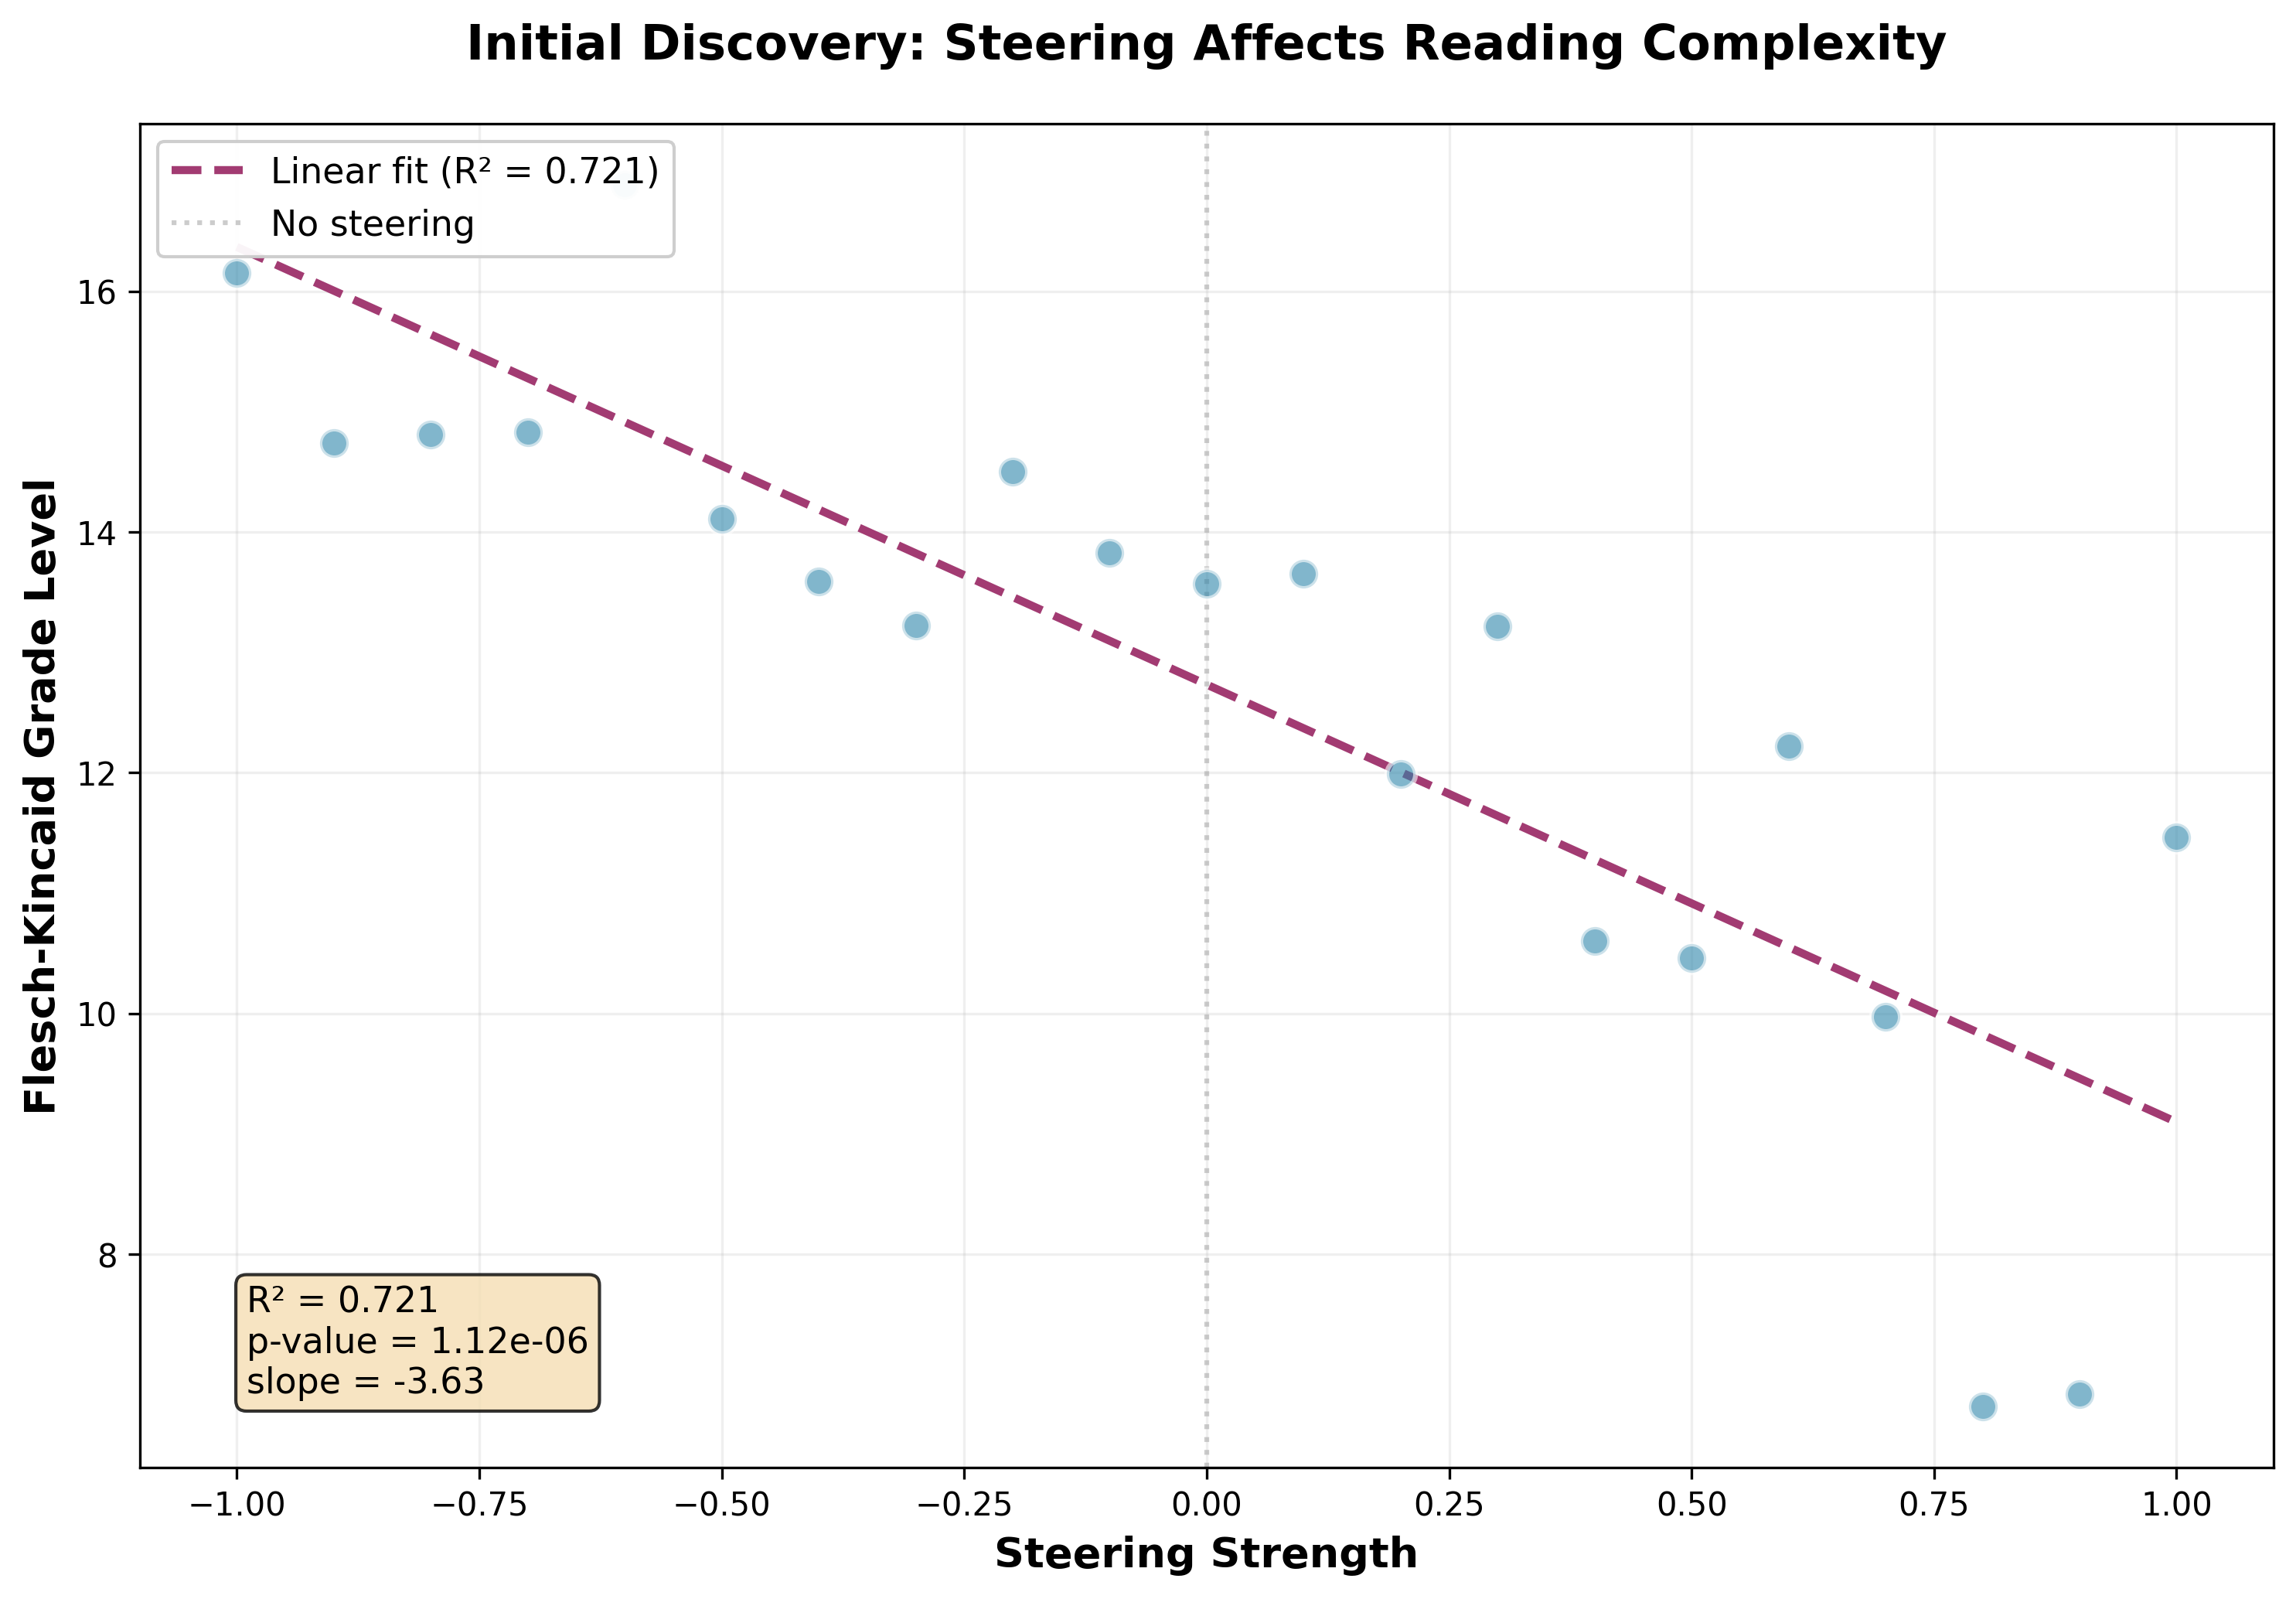 Initial Discovery: Steering Affects Reading Complexity
Linear fit (R² = 0.721)
No steering
Flesch-Kincaid Grade Level
16
14
12
10
8
R² = 0.721
p-value = 1.12e-06
slope = -3.63
−1.00
−0.75
−0.50
−0.25
0.00
0.25
0.50
0.75
1.00
Steering Strength